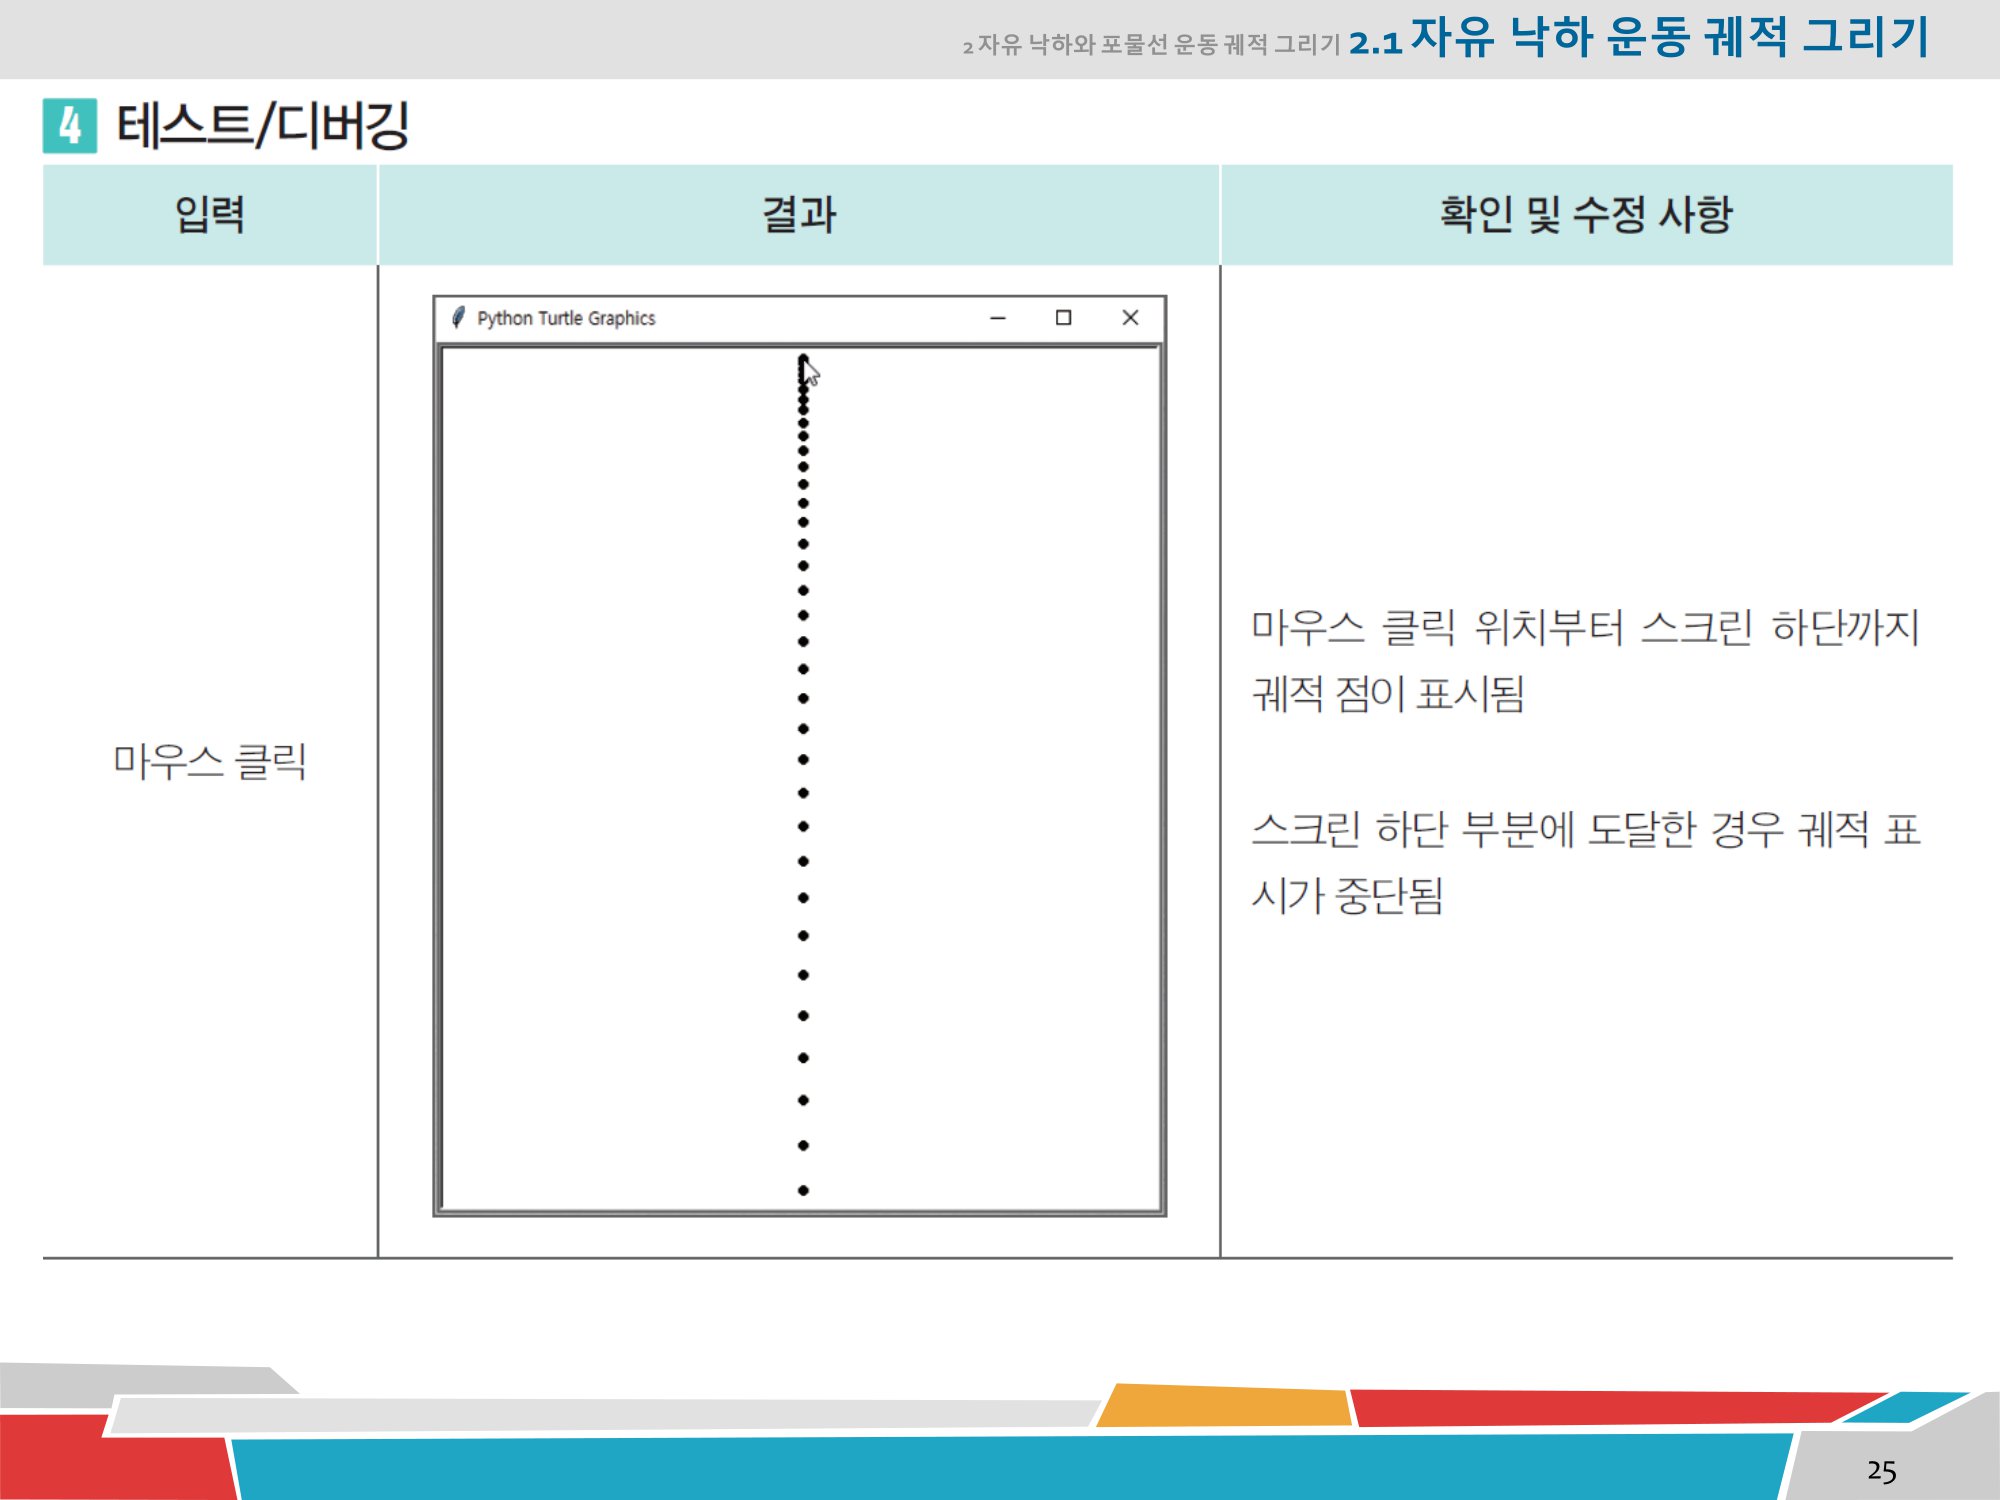 2 자유 낙하와 포물선 운동 궤적 그리기 2.1 자유 낙하 운동 궤적 그리기
4 테스트/디버깅
입력 결과 확인 및 수정 사항
Python Turtle Graphics
마우스 클릭
마우스 클릭 위치부터 스크린 하단까지
궤적 점이 표시됨
스크린 하단 부분에 도달한 경우 궤적 표
시가 중단됨
25